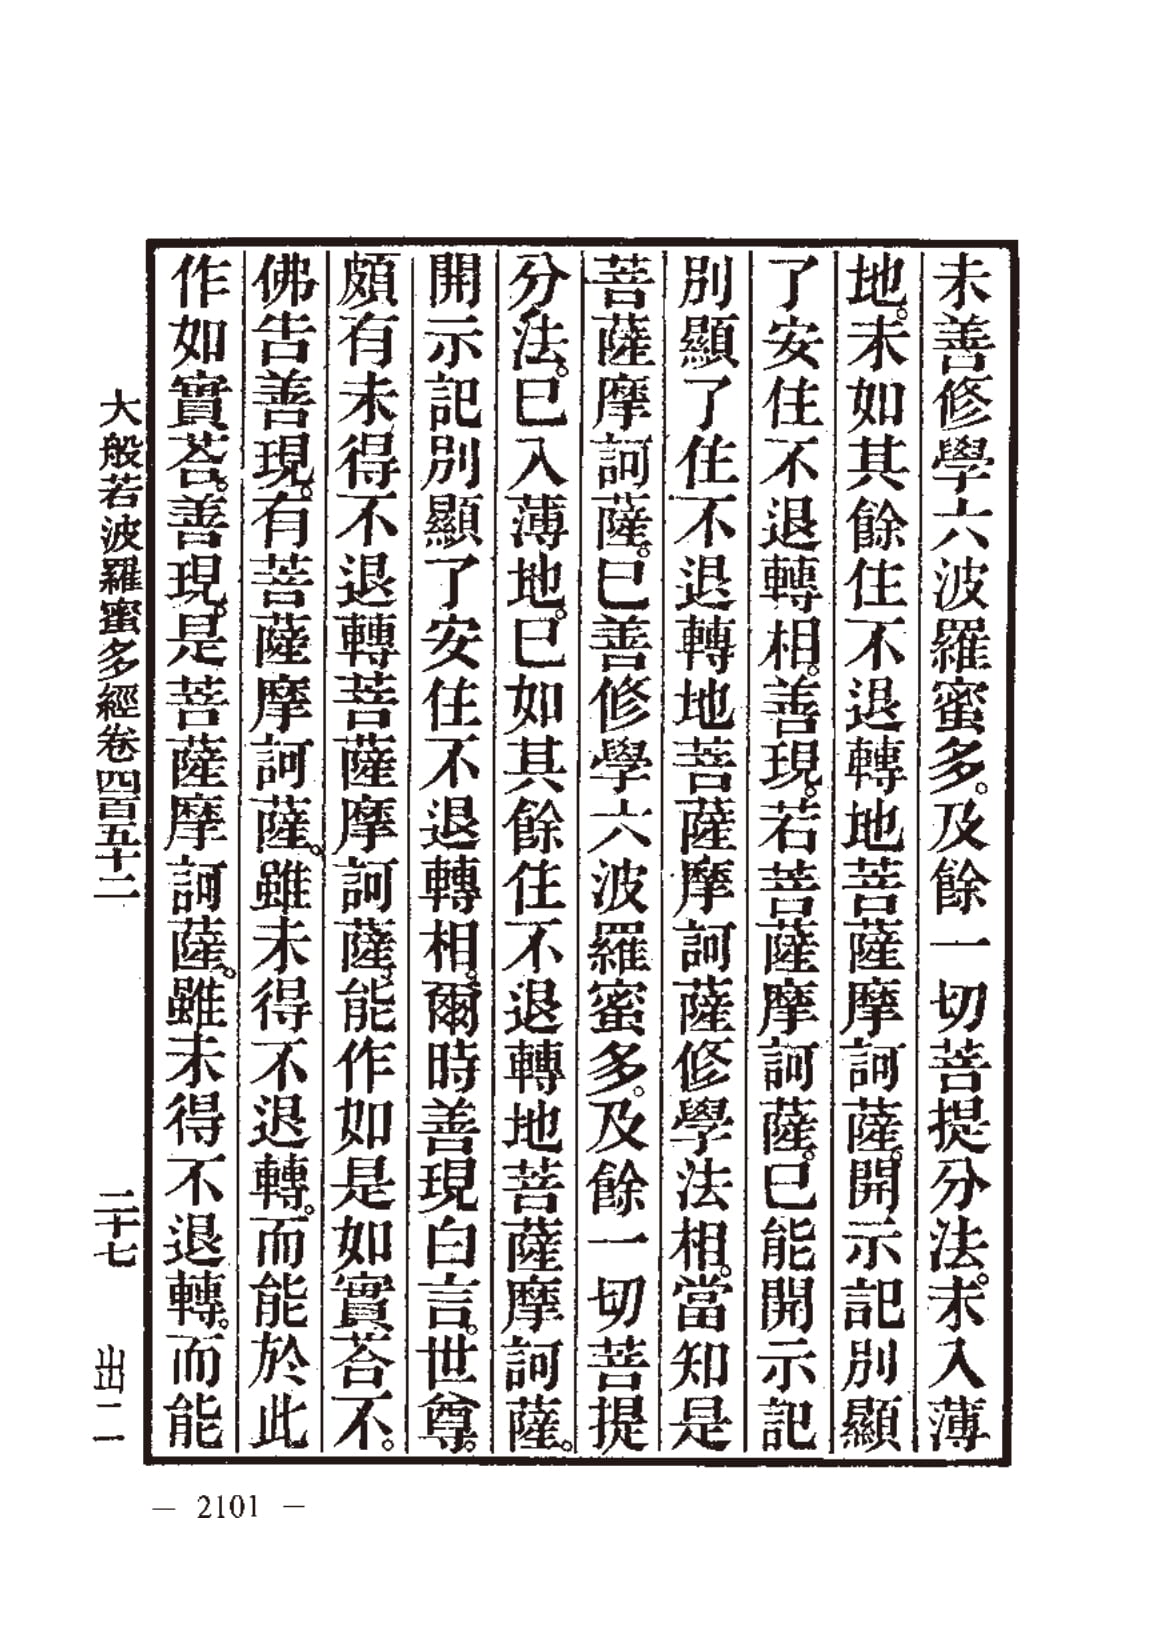 未善修學六波羅蜜多。及餘一切菩提分法。未入薄
地。未如其餘住不退轉地菩薩摩訶薩。開示記別顯
了安住不退轉相。善現。若菩薩摩訶薩。已能開示記
別顯了住不退轉地菩薩摩訶薩修學法相。當知是
菩薩摩訶薩。已善修學六波羅蜜多。及餘一切菩提
分法。已入薄地。已如其餘住不退轉地菩薩摩訶薩。
開示記別顯了安住不退轉相。爾時善現白言。世尊。
頗有未得不退轉菩薩摩訶薩。能作如是如實荅不。
佛告善現。有菩薩摩訶薩。雖未得不退轉。而能於此
作如實荅。善現。是菩薩摩訶薩。雖未得不退轉。而能
大般若波羅蜜多經卷四百五十二 二十七 出二
— 2101 —